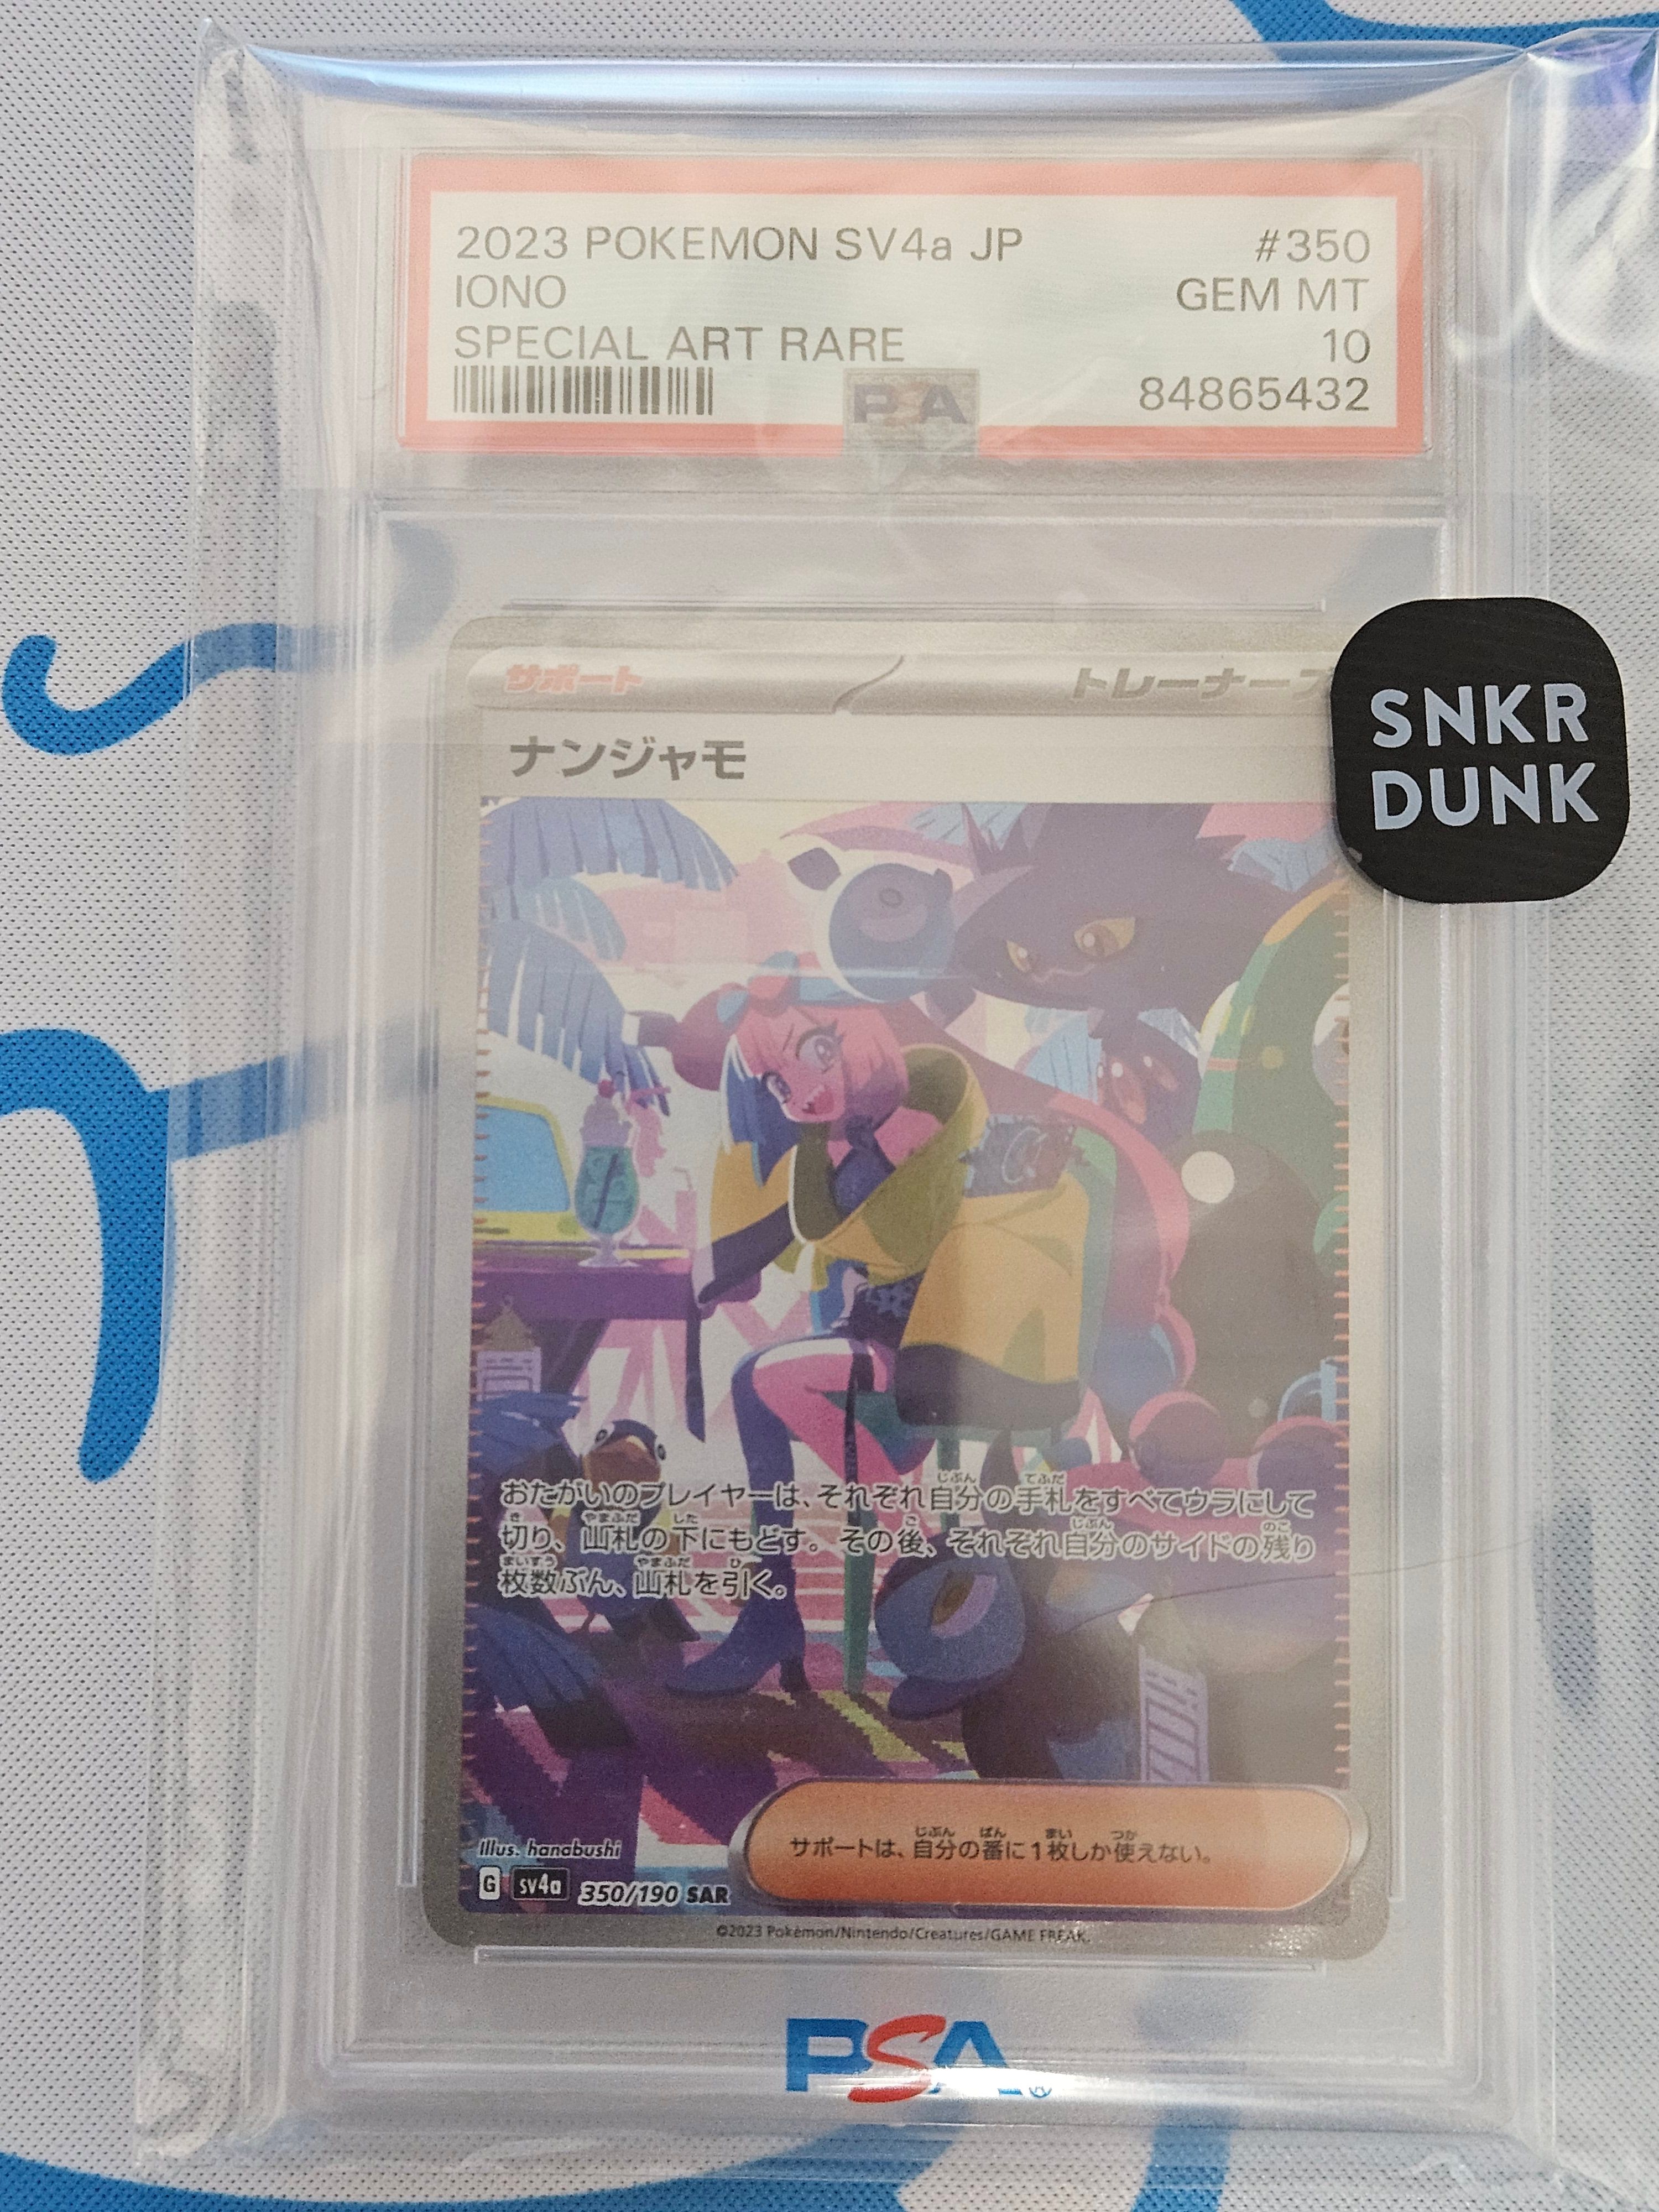 2023 POKEMON SV4a JP #350
IONO GEM MT
SPECIAL ART RARE 10
PSA 84865432
サポート トレーナーズ
SNKR
DUNK
ナンジャモ
おたがいのプレイヤーは、それぞれ自分の手札をすべてウラにして
切り、山札の下にもどす。その後、それぞれ自分のサイドの残り
枚数ぶん、山札を引く。
サポートは、自分の番に1枚しか使えない。
Illus. hanabushi
G sv4a 350/190 SAR
©2023 Pokémon/Nintendo/Creatures/GAME FREAK.
PSA®